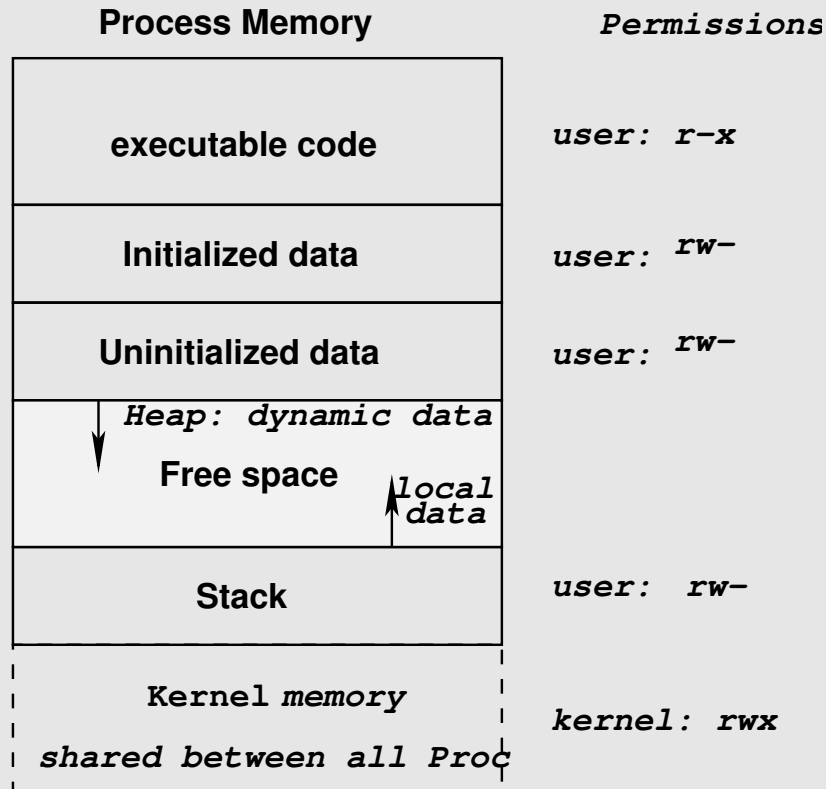 Process Memory Permissions
executable code user: r-x
Initialized data user: rw-
Uninitialized data user: rw-
Heap: dynamic data
Free space
local
data
Stack user: rw-
Kernel memory
kernel: rwx
shared between all Proc